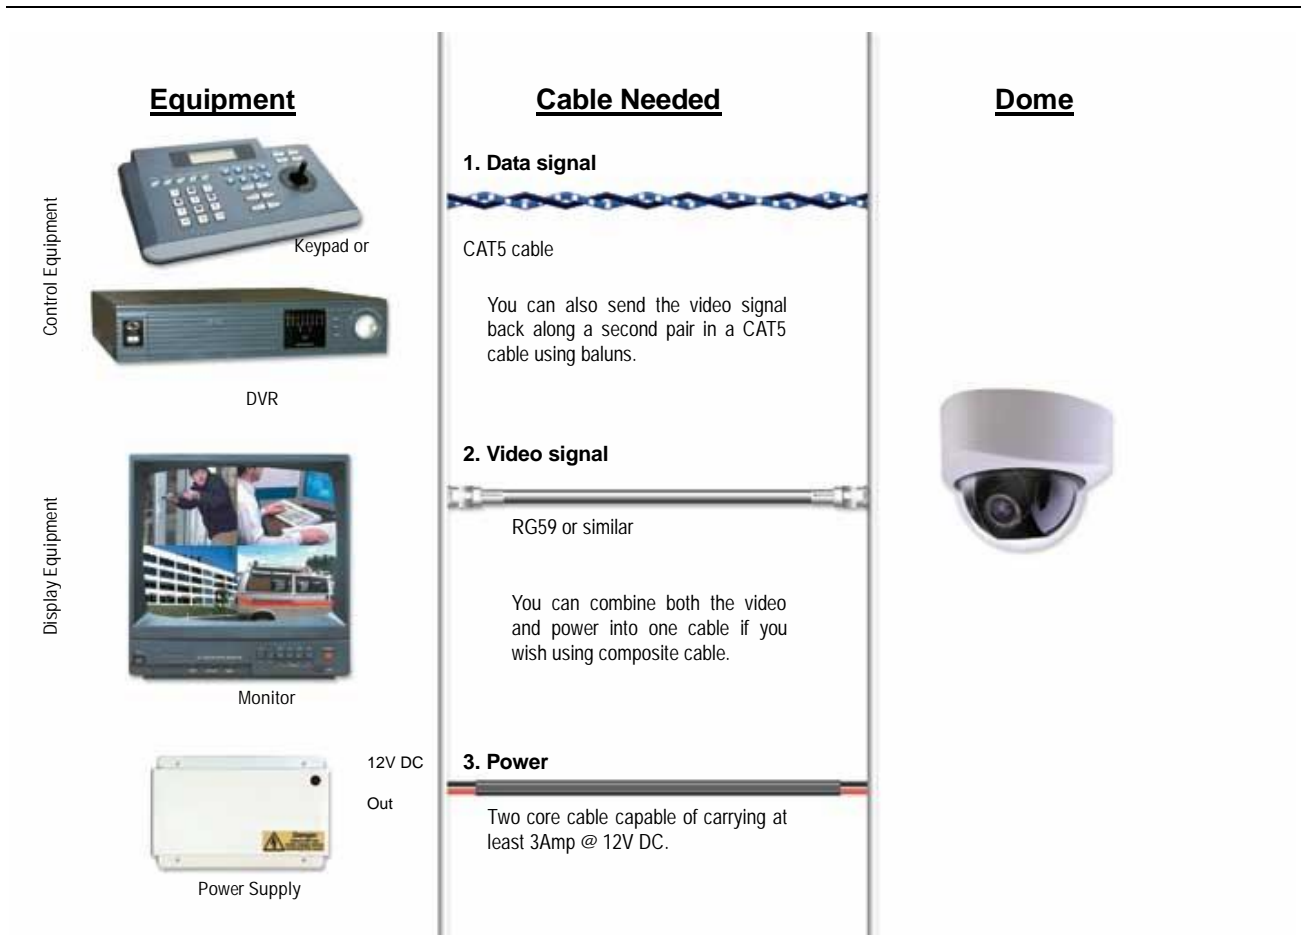 Equipment
Cable Needed
Dome
Control Equipment
Keypad or
DVR
1. Data signal
CAT5 cable
You can also send the video signal
back along a second pair in a CAT5
cable using baluns.
Display Equipment
Monitor
2. Video signal
RG59 or similar
You can combine both the video
and power into one cable if you
wish using composite cable.
12V DC
Out
Power Supply
3. Power
Two core cable capable of carrying at
least 3Amp @ 12V DC.
Danger